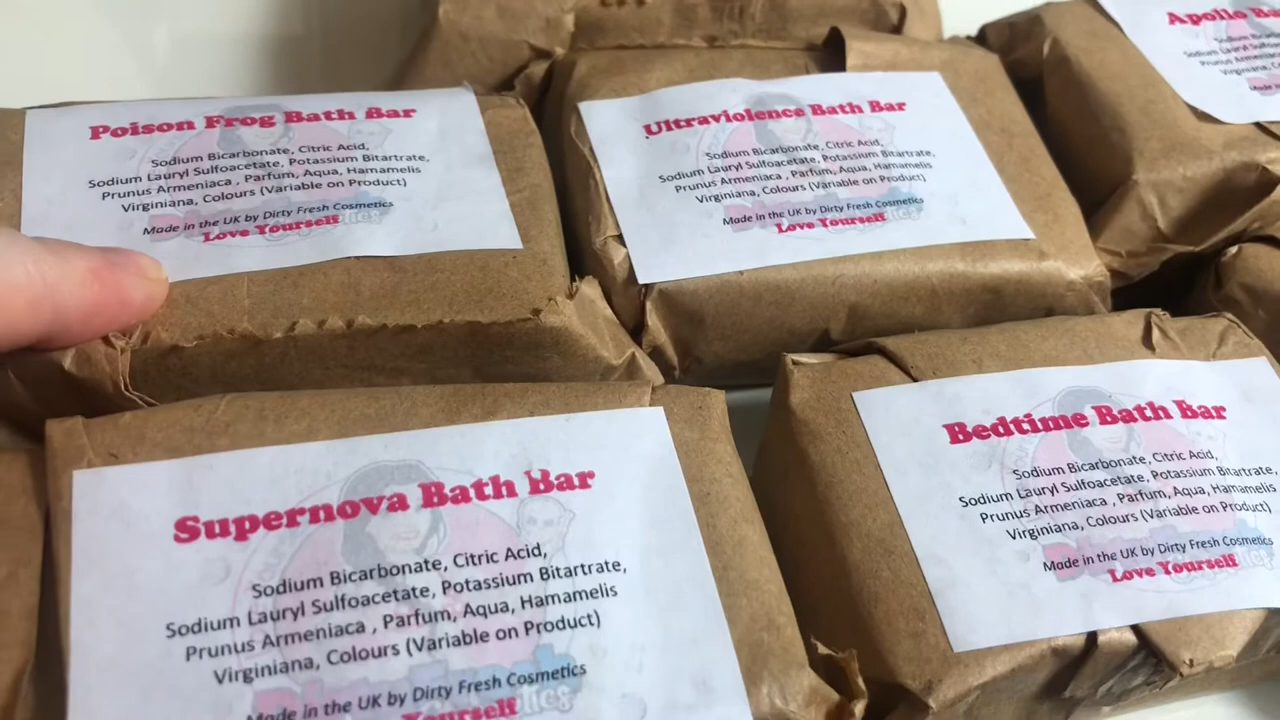 Poison Frog Bath Bar
Sodium Bicarbonate, Citric Acid,
Sodium Lauryl Sulfoacetate, Potassium Bitartrate,
Prunus Armeniaca , Parfum, Aqua, Hamamelis
Virginiana, Colours (Variable on Product)
Made in the UK by Dirty Fresh Cosmetics
Love Yourself
Ultraviolence Bath Bar
Sodium Bicarbonate, Citric Acid,
Sodium Lauryl Sulfoacetate, Potassium Bitartrate,
Prunus Armeniaca , Parfum, Aqua, Hamamelis
Virginiana, Colours (Variable on Product)
Made in the UK by Dirty Fresh Cosmetics
Love Yourself
Apollo
Supernova Bath Bar
Sodium Bicarbonate, Citric Acid,
Sodium Lauryl Sulfoacetate, Potassium Bitartrate,
Prunus Armeniaca , Parfum, Aqua, Hamamelis
Virginiana, Colours (Variable on Product)
Made in the UK by Dirty Fresh Cosmetics
Yourself
Bedtime Bath Bar
Sodium Bicarbonate, Citric Acid,
Sodium Lauryl Sulfoacetate, Potassium Bitartrate,
Prunus Armeniaca , Parfum, Aqua, Hamamelis
Virginiana, Colours (Variable on Product)
Made in the UK by Dirty Fresh Cosmetics
Love Yourself